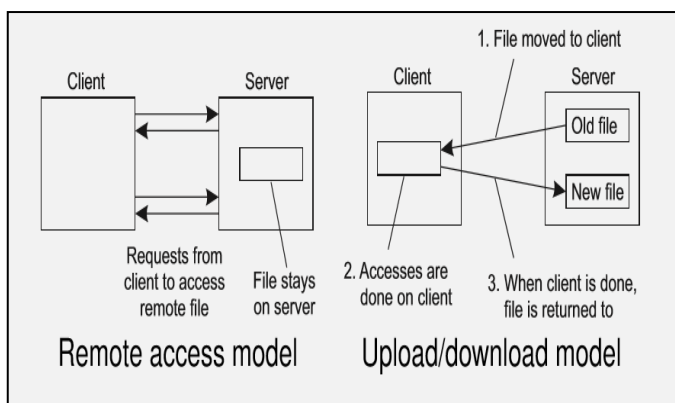 Client
Server
Requests from
client to access
remote file
File stays
on server
Remote access model
1. File moved to client
Client
Server
Old file
New file
2. Accesses are
done on client
3. When client is done,
file is returned to
Upload/download model